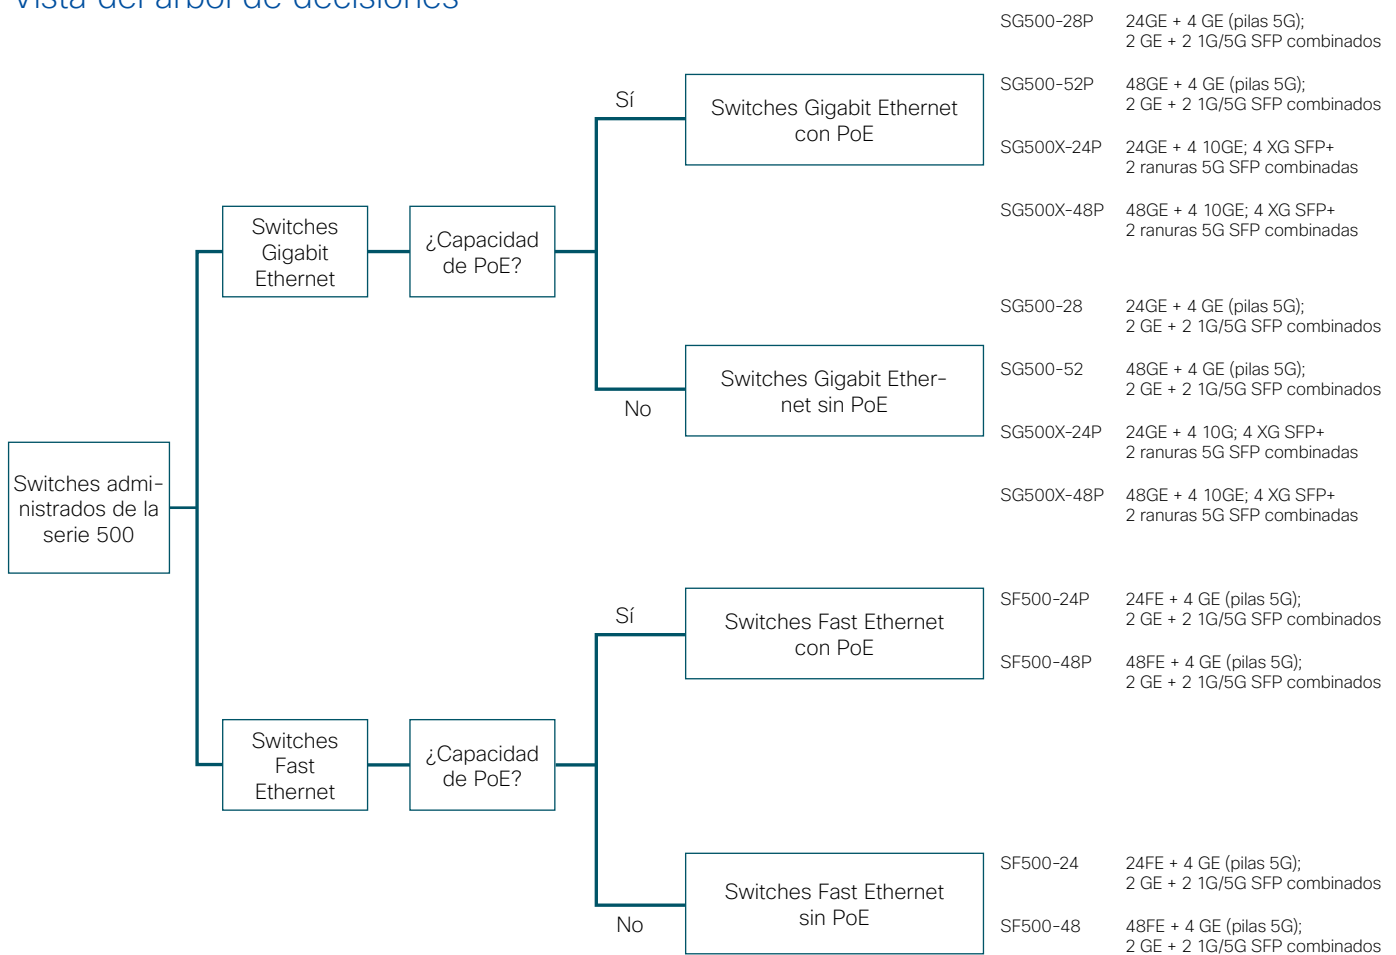 Vista del árbol de decisiones
SG500-28P 24GE + 4 GE (pilas 5G);
2 GE + 2 1G/5G SFP combinados
Sí
Switches Gigabit Ethernet
con PoE
SG500-52P 48GE + 4 GE (pilas 5G);
2 GE + 2 1G/5G SFP combinados
SG500X-24P 24GE + 4 10GE; 4 XG SFP+
2 ranuras 5G SFP combinadas
SG500X-48P 48GE + 4 10GE; 4 XG SFP+
2 ranuras 5G SFP combinadas
Switches
Gigabit
Ethernet
¿Capacidad
de PoE?
SG500-28 24GE + 4 GE (pilas 5G);
2 GE + 2 1G/5G SFP combinados
No
Switches Gigabit Ether-
net sin PoE
SG500-52 48GE + 4 GE (pilas 5G);
2 GE + 2 1G/5G SFP combinados
SG500X-24P 24GE + 4 10G; 4 XG SFP+
2 ranuras 5G SFP combinadas
SG500X-48P 48GE + 4 10GE; 4 XG SFP+
2 ranuras 5G SFP combinadas
Switches admi-
nistrados de la
serie 500
Sí
Switches Fast Ethernet
con PoE
SF500-24P 24FE + 4 GE (pilas 5G);
2 GE + 2 1G/5G SFP combinados
SF500-48P 48FE + 4 GE (pilas 5G);
2 GE + 2 1G/5G SFP combinados
Switches
Fast
Ethernet
¿Capacidad
de PoE?
No
Switches Fast Ethernet
sin PoE
SF500-24 24FE + 4 GE (pilas 5G);
2 GE + 2 1G/5G SFP combinados
SF500-48 48FE + 4 GE (pilas 5G);
2 GE + 2 1G/5G SFP combinados